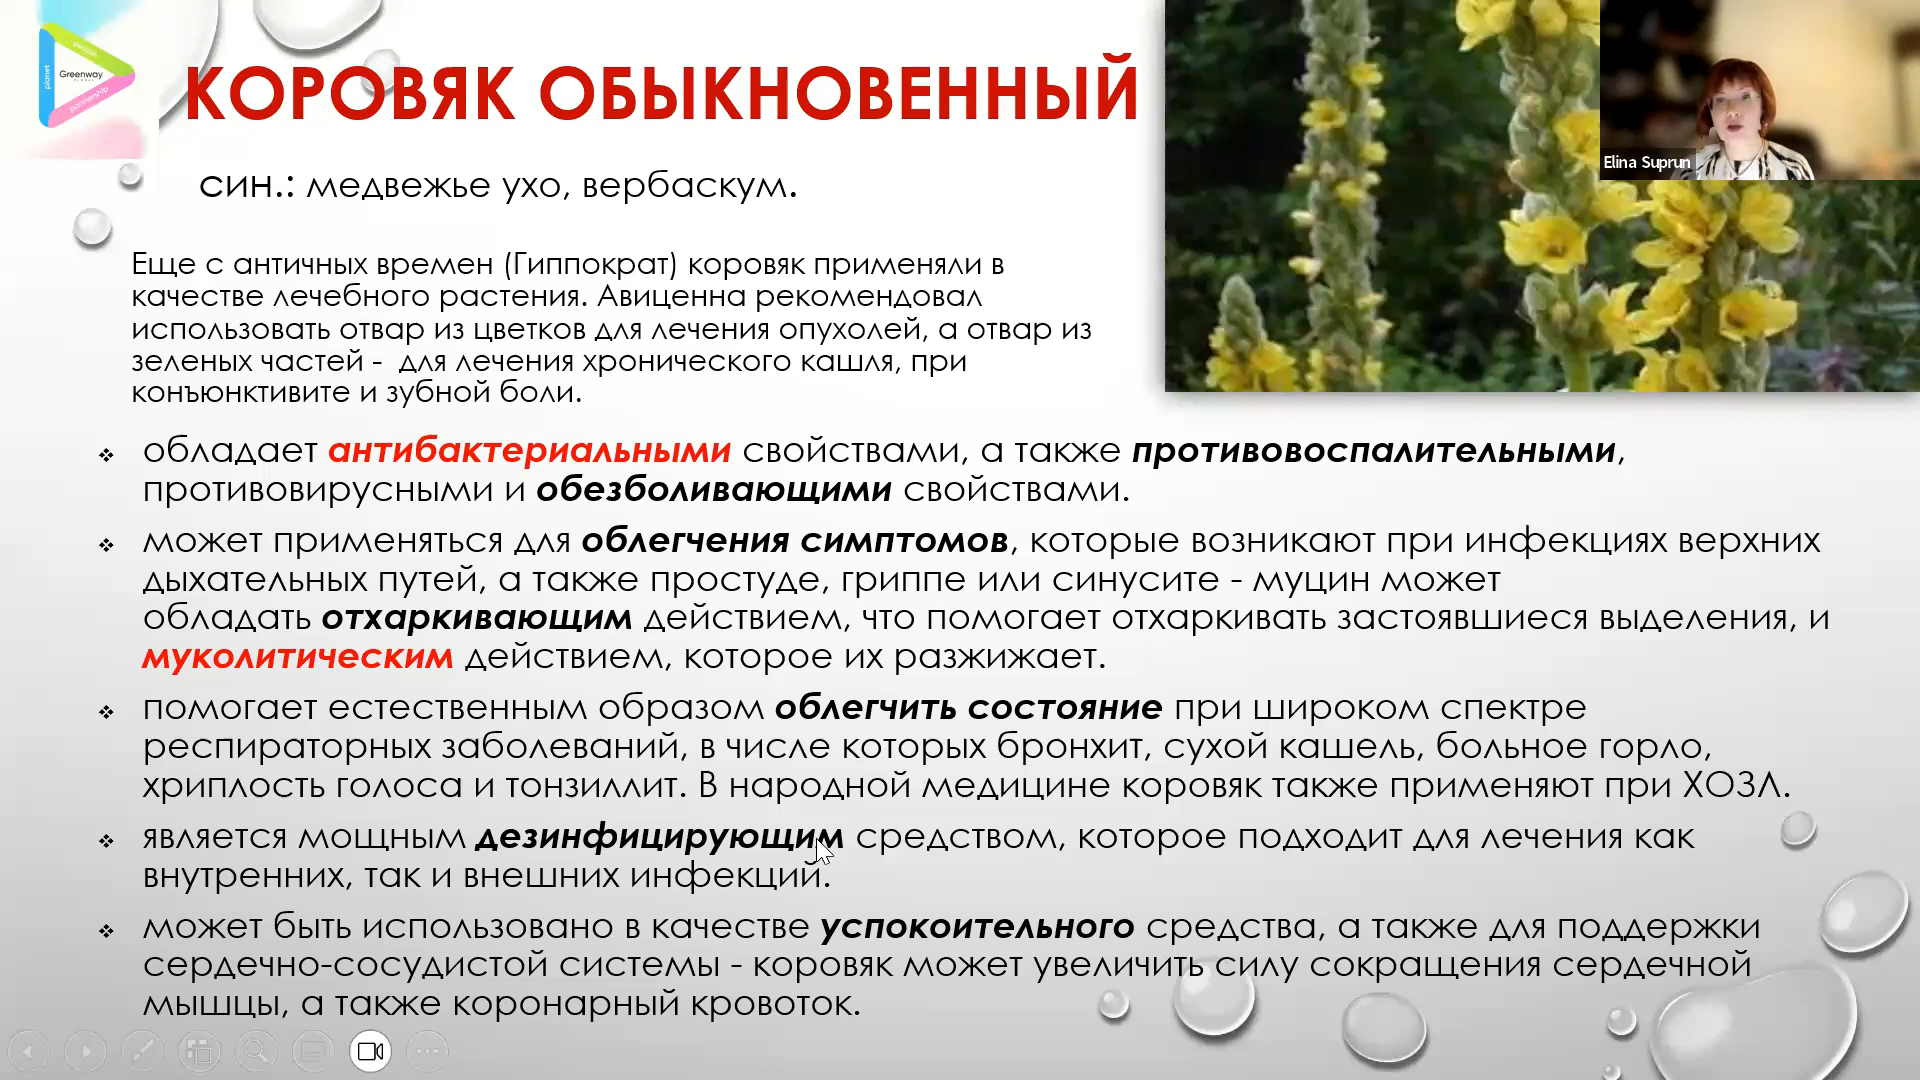 planet
people
Greenway
GLOBAL
partnership
КОРОВЯК ОБЫКНОВЕННЫЙ
Elina Suprun
син.: медвежье ухо, вербаскум.
Еще с античных времен (Гиппократ) коровяк применяли в
качестве лечебного растения. Авиценна рекомендовал
использовать отвар из цветков для лечения опухолей, а отвар из
зеленых частей - для лечения хронического кашля, при
конъюнктивите и зубной боли.
❖ обладает антибактериальными свойствами, а также противовоспалительными,
противовирусными и обезболивающими свойствами.
❖ может применяться для облегчения симптомов, которые возникают при инфекциях верхних
дыхательных путей, а также простуде, гриппе или синусите - муцин может
обладать отхаркивающим действием, что помогает отхаркивать застоявшиеся выделения, и
муколитическим действием, которое их разжижает.
❖ помогает естественным образом облегчить состояние при широком спектре
респираторных заболеваний, в числе которых бронхит, сухой кашель, больное горло,
хриплость голоса и тонзиллит. В народной медицине коровяк также применяют при ХОЗЛ.
❖ является мощным дезинфицирующим средством, которое подходит для лечения как
внутренних, так и внешних инфекций.
❖ может быть использовано в качестве успокоительного средства, а также для поддержки
сердечно-сосудистой системы - коровяк может увеличить силу сокращения сердечной
мышцы, а также коронарный кровоток.